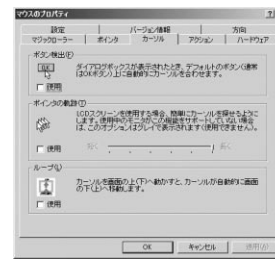 マウスのプロパティ
設定 バージョン情報 方向
マジックローラー ポインタ カーソル アクション ハードウェア
ボタン検出(E)
ダイアログボックスが表示されたとき、デフォルトのボタン(通常
はOKボタン)上に自動的にカーソルを合わせます。
使用
ポインタの軌跡(T)
LCDスクリーンを使用する場合、簡単にカーソルを探せるように
します。使用中のモニタがこの機能をサポートしていない場合
は、このオプションはグレイで表示されます(使用できません)。
使用
短く 長く
ループ(L)
カーソルを画面の上(下)へ動かすと、カーソルが自動的に画面
の下(上)へ移動します。
使用
OK キャンセル 適用(A)